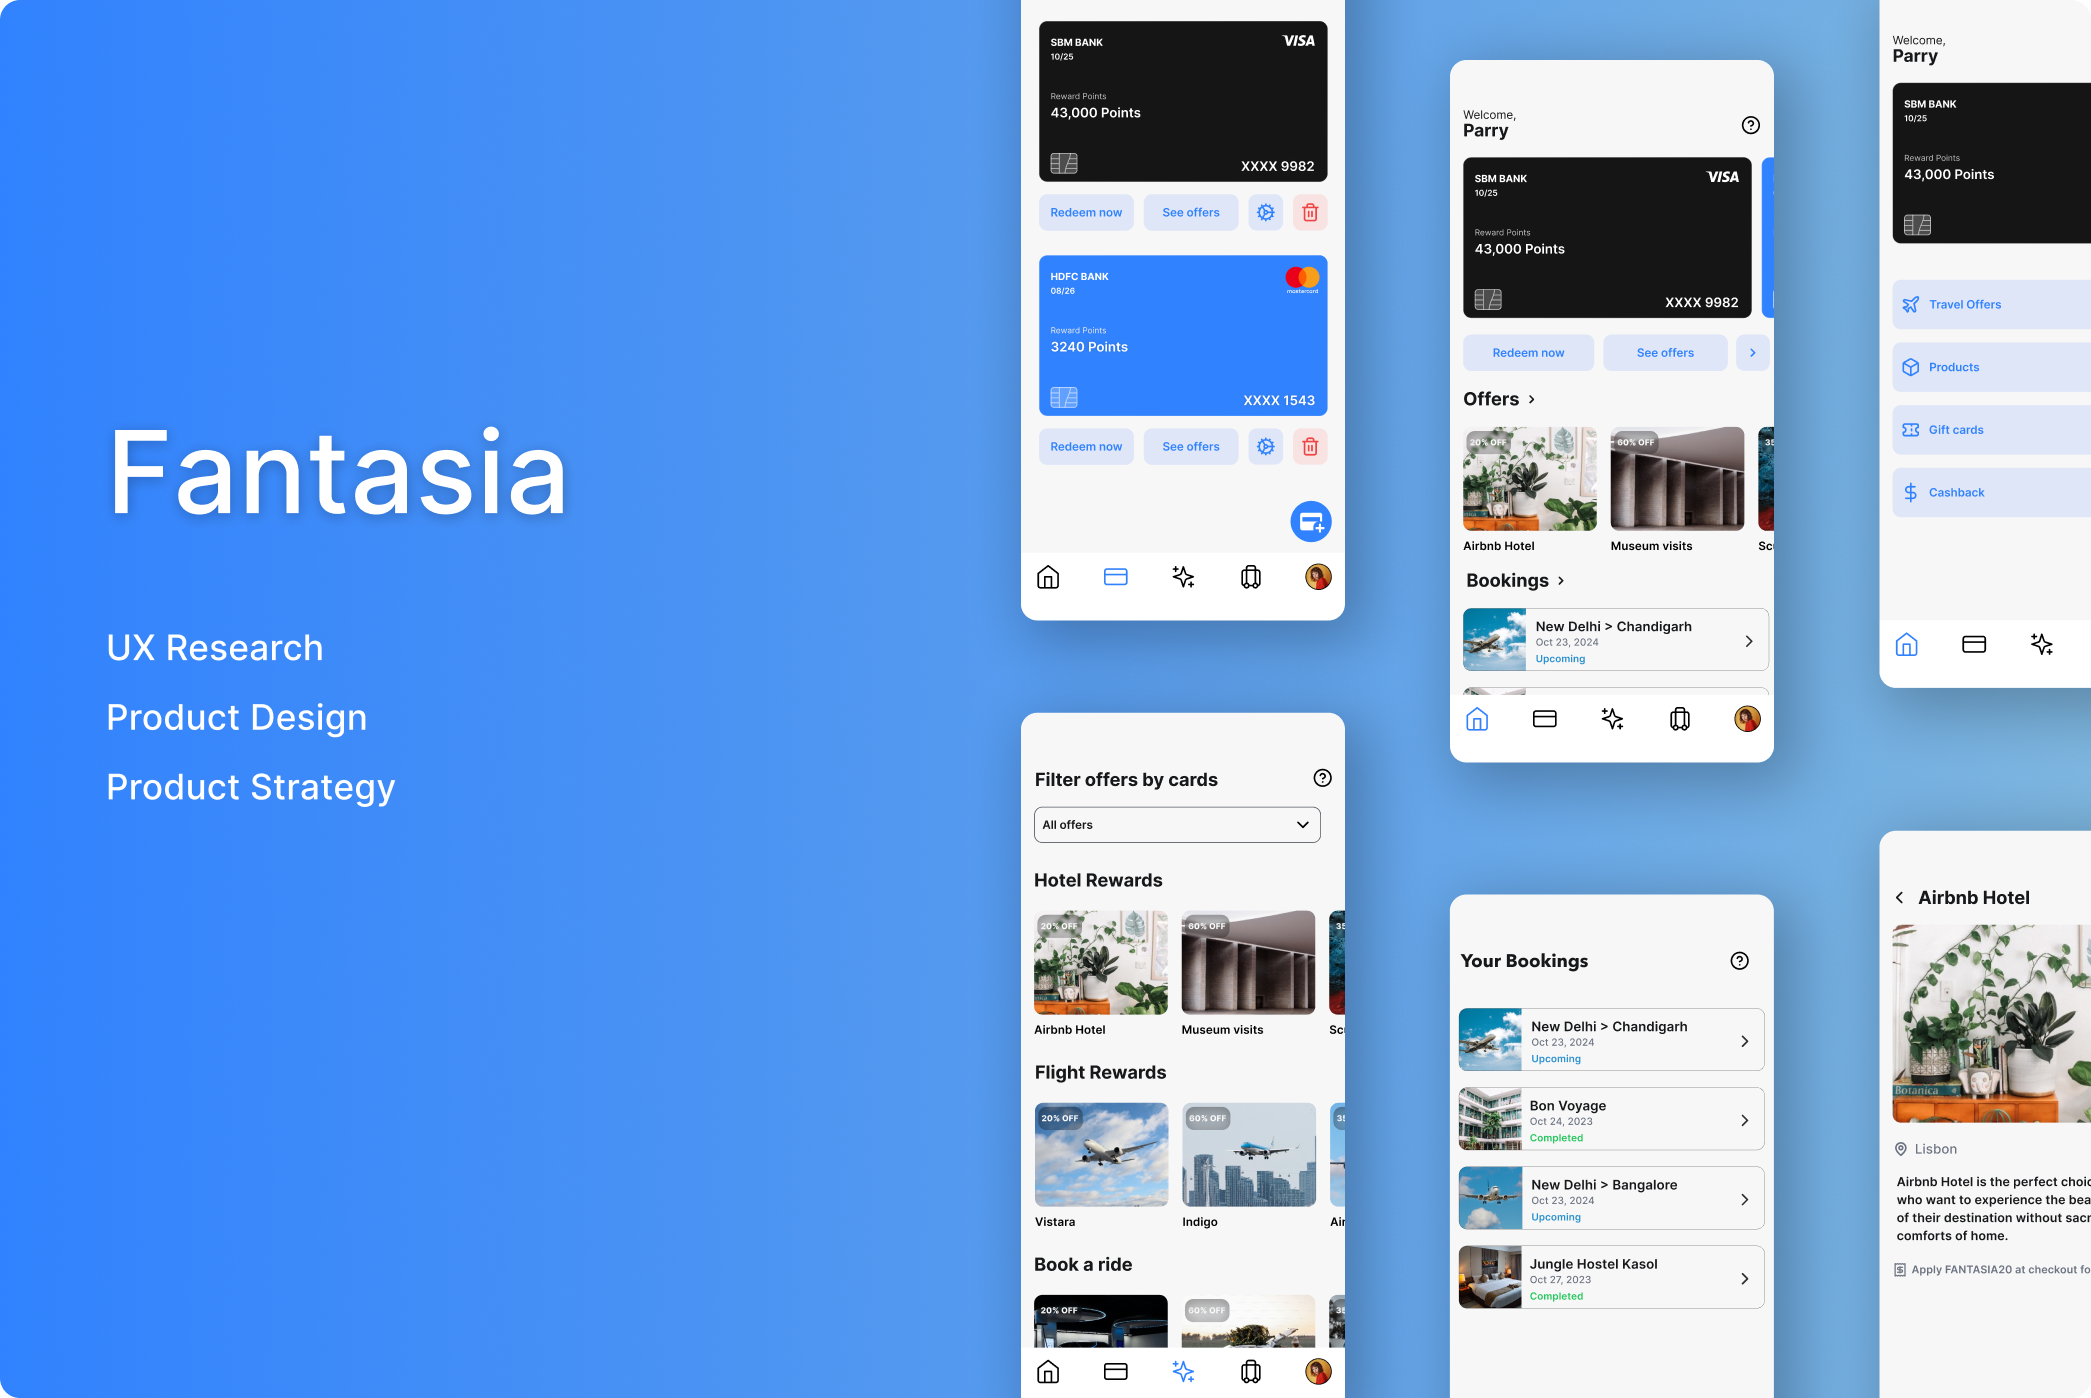 Fantasia
UX Research
Product Design
Product Strategy
SBM BANK
VISA
10/25
Reward Points
43,000 Points
XXXX 9982
Redeem now
See offers
HDFC BANK
08/26
mastercard
Reward Points
3240 Points
XXXX 1543
Redeem now
See offers
Filter offers by cards
All offers
Hotel Rewards
20% OFF
60% OFF
35
Airbnb Hotel
Museum visits
Sc
Flight Rewards
20% OFF
60% OFF
35
Vistara
Indigo
Air
Book a ride
20% OFF
60% OFF
35
Welcome,
Parry
SBM BANK
VISA
10/25
Reward Points
43,000 Points
XXXX 9982
Redeem now
See offers
Offers
20% OFF
60% OFF
35
Airbnb Hotel
Museum visits
Sc
Bookings
New Delhi > Chandigarh
Oct 23, 2024
Upcoming
Your Bookings
New Delhi > Chandigarh
Oct 23, 2024
Upcoming
Bon Voyage
Oct 24, 2023
Completed
New Delhi > Bangalore
Oct 23, 2024
Upcoming
Jungle Hostel Kasol
Oct 27, 2023
Completed
Welcome,
Parry
SBM BANK
10/25
Reward Points
43,000 Points
Travel Offers
Products
Gift cards
Cashback
Airbnb Hotel
Botanica
Lisbon
Airbnb Hotel is the perfect choic
who want to experience the bea
of their destination without sacr
comforts of home.
Apply FANTASIA20 at checkout fo